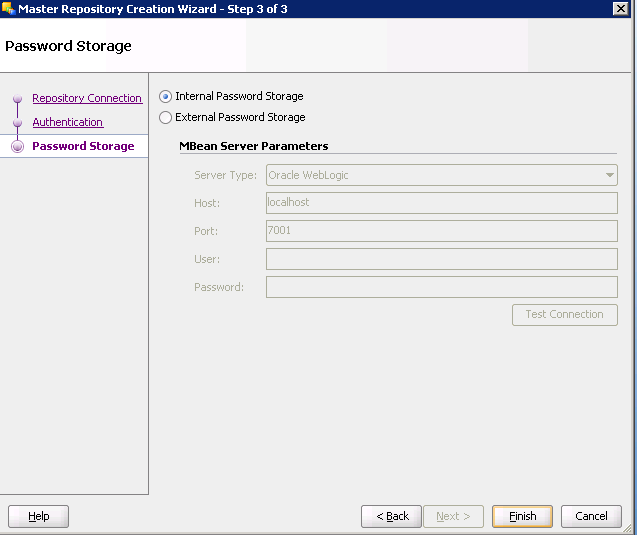 Master Repository Creation Wizard - Step 3 of 3
Password Storage
Repository Connection
Authentication
Password Storage
Internal Password Storage
External Password Storage
MBean Server Parameters
Server Type: Oracle WebLogic
Host: localhost
Port: 7001
User:
Password:
Test Connection
Help
< Back
Next >
Finish
Cancel